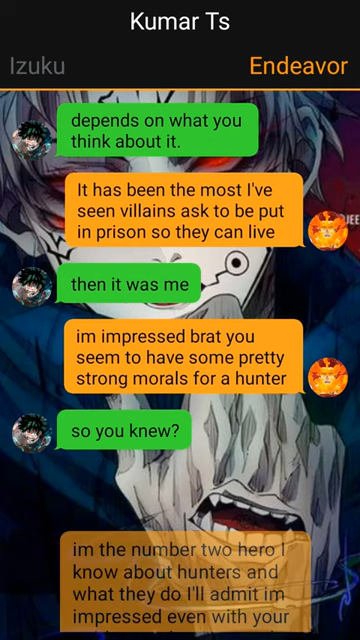 Kumar Ts
Izuku
Endeavor
depends on what you
think about it.
It has been the most I've
seen villains ask to be put
in prison so they can live
JEE
then it was me
im impressed brat you
seem to have some pretty
strong morals for a hunter
so you knew?
im the number two hero I
know about hunters and
what they do I'll admit im
impressed even with your